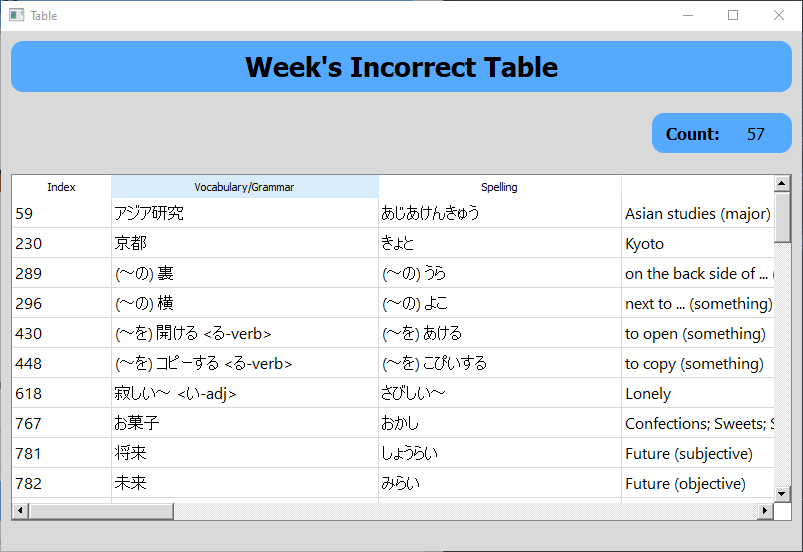 Table
Week's Incorrect Table
Count: 57
Index Vocabulary/Grammar Spelling
59 アジア研究 あじあけんきゅう Asian studies (major)
230 京都 きょと Kyoto
289 (～の) 裏 (～の) うら on the back side of ... (
296 (～の) 横 (～の) よこ next to ... (something)
430 (～を) 開ける <る-verb> (～を) あける to open (something)
448 (～を) コピーする <る-verb> (～を) こぴいする to copy (something)
618 寂しい～ <い-adj> さびしい～ Lonely
767 お菓子 おかし Confections; Sweets; S
781 将来 しょうらい Future (subjective)
782 未来 みらい Future (objective)